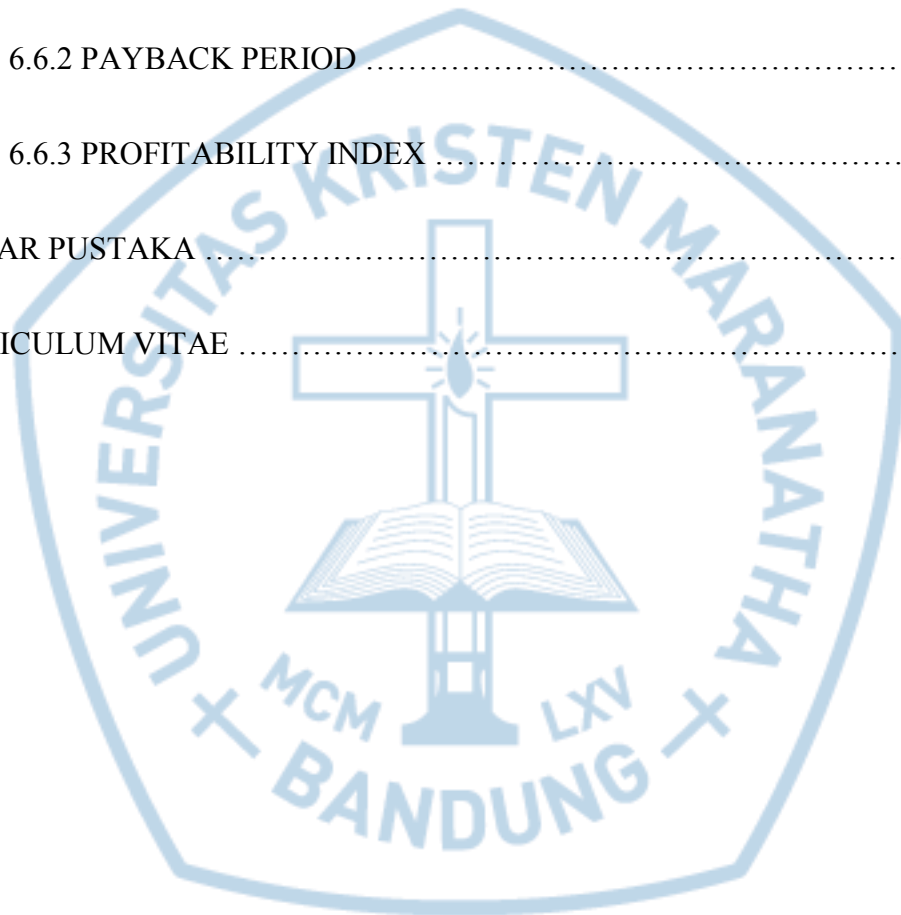 6.6.2 PAYBACK PERIOD ……………………………………………
6.6.3 PROFITABILITY INDEX ………………………………………
AR PUSTAKA ……………………………………………………………
ICULUM VITAE …………………………………………………………
UNIVERSITAS KRISTEN MARANATHA
MCM LXV
BANDUNG